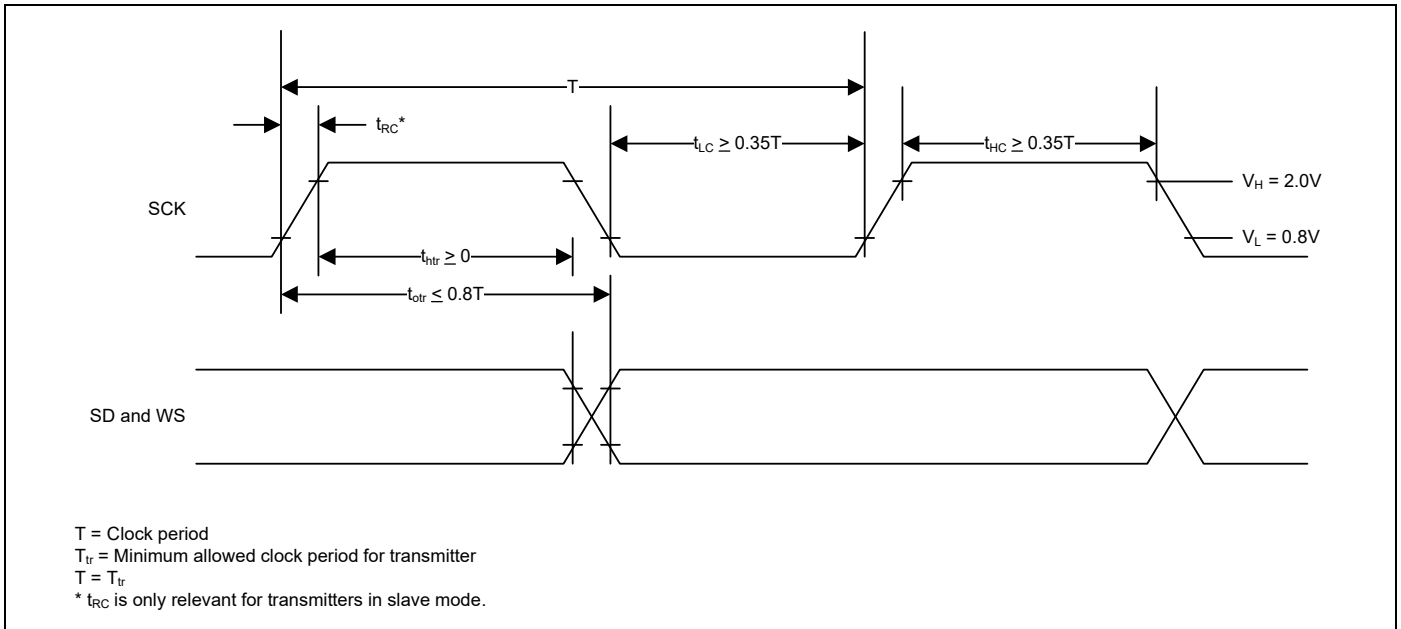 T
tRC*
tLC ≥ 0.35T
tHC ≥ 0.35T
SCK
VH = 2.0V
VL = 0.8V
thtr ≥ 0
totr ≤ 0.8T
SD and WS
T = Clock period
Ttr = Minimum allowed clock period for transmitter
T = Ttr
* tRC is only relevant for transmitters in slave mode.